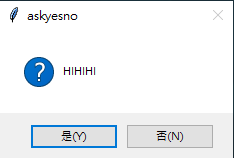 askyesno
HIHIHI
是(Y)
否(N)